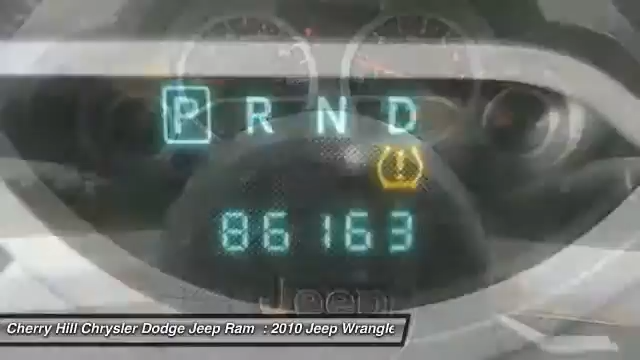 P R N D
86163
Jeep
Cherry Hill Chrysler Dodge Jeep Ram : 2010 Jeep Wrangle